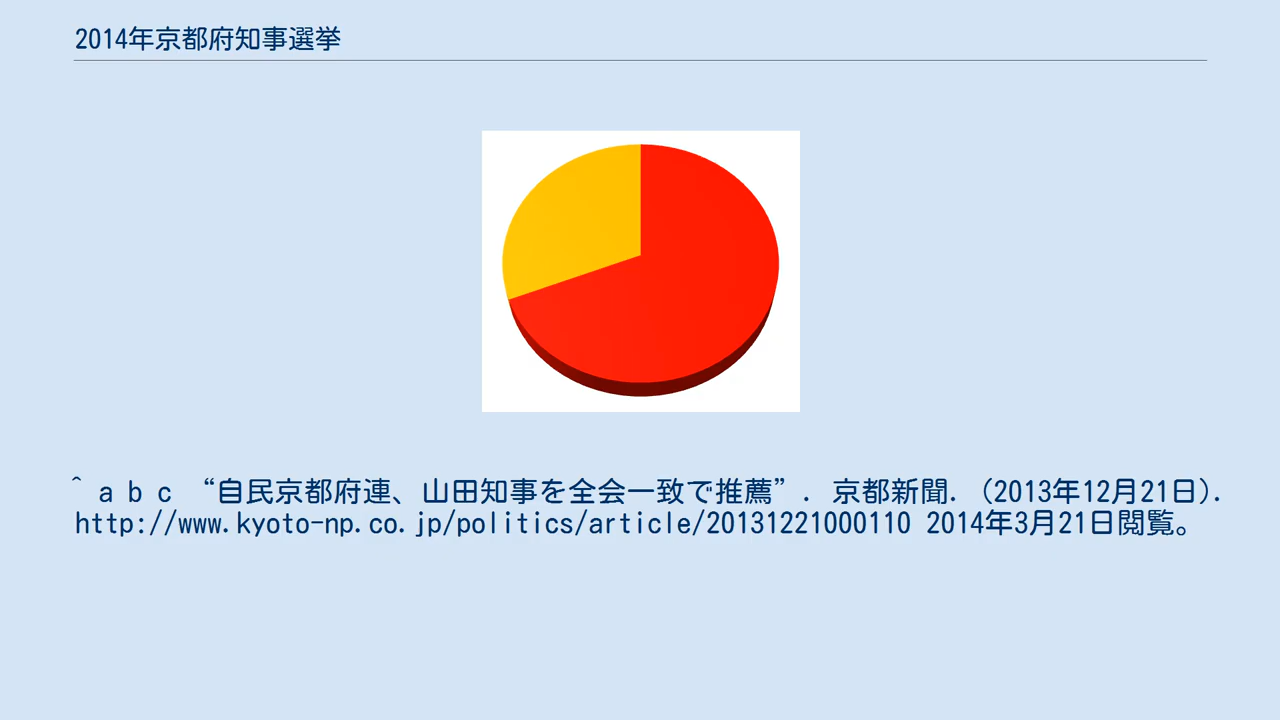 2014年京都府知事選挙
^ a b c “自民京都府連、山田知事を全会一致で推薦”. 京都新聞. (2013年12月21日).
http://www.kyoto-np.co.jp/politics/article/20131221000110 2014年3月21日閲覧。